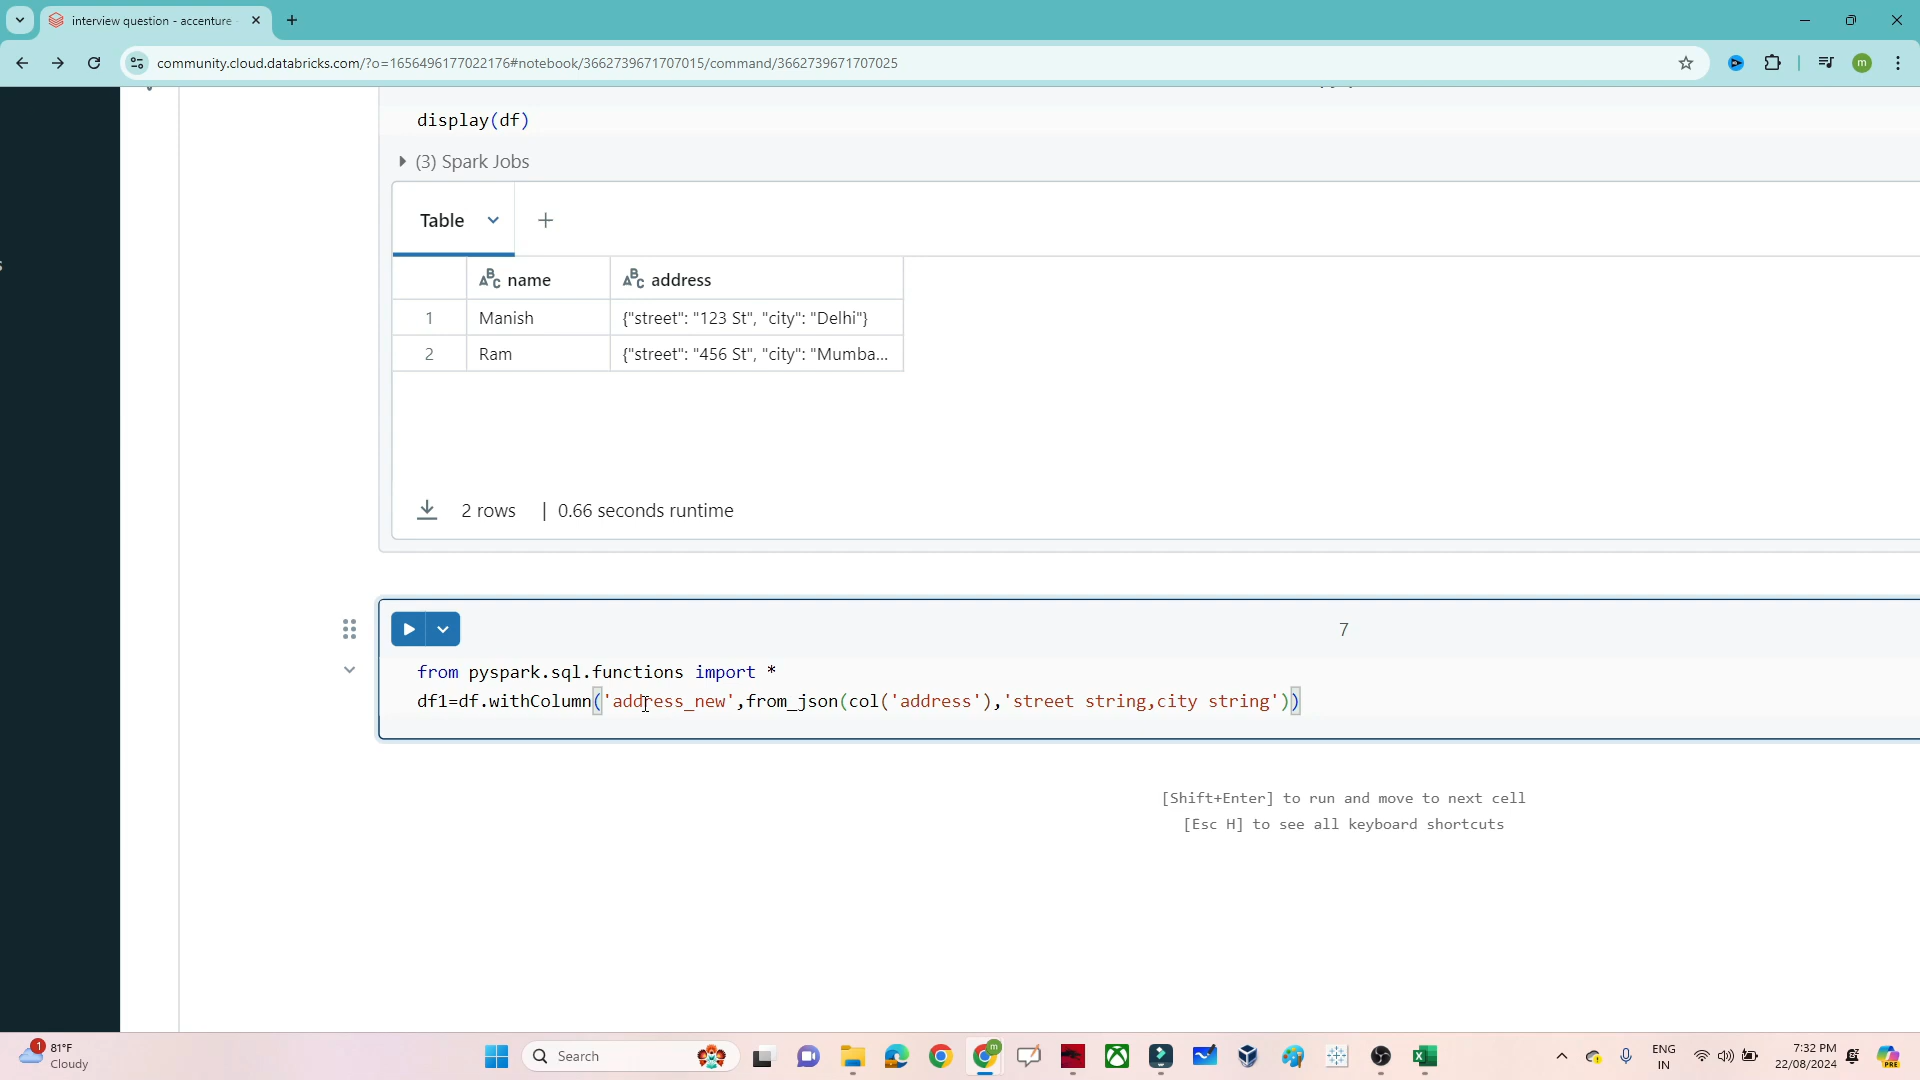 interview question - accenture
community.cloud.databricks.com/?o=1656496177022176#notebook/3662739671707015/command/3662739671707025
m
display(df)
(3) Spark Jobs
Table
name address
1 Manish {"street": "123 St", "city": "Delhi"}
2 Ram {"street": "456 St", "city": "Mumba...
2 rows | 0.66 seconds runtime
7
from pyspark.sql.functions import *
df1=df.withColumn('address_new',from_json(col('address'),'street string,city string'))
[Shift+Enter] to run and move to next cell
[Esc H] to see all keyboard shortcuts
1
81°F
Cloudy
Search
m
ENG
IN
7:32 PM
22/08/2024
PRE